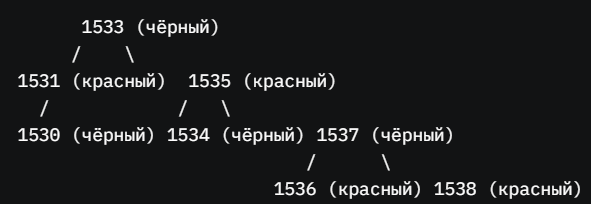 1533 (чёрный)
/ \
1531 (красный) 1535 (красный)
/ / \
1530 (чёрный) 1534 (чёрный) 1537 (чёрный)
/ \
1536 (красный) 1538 (красный)